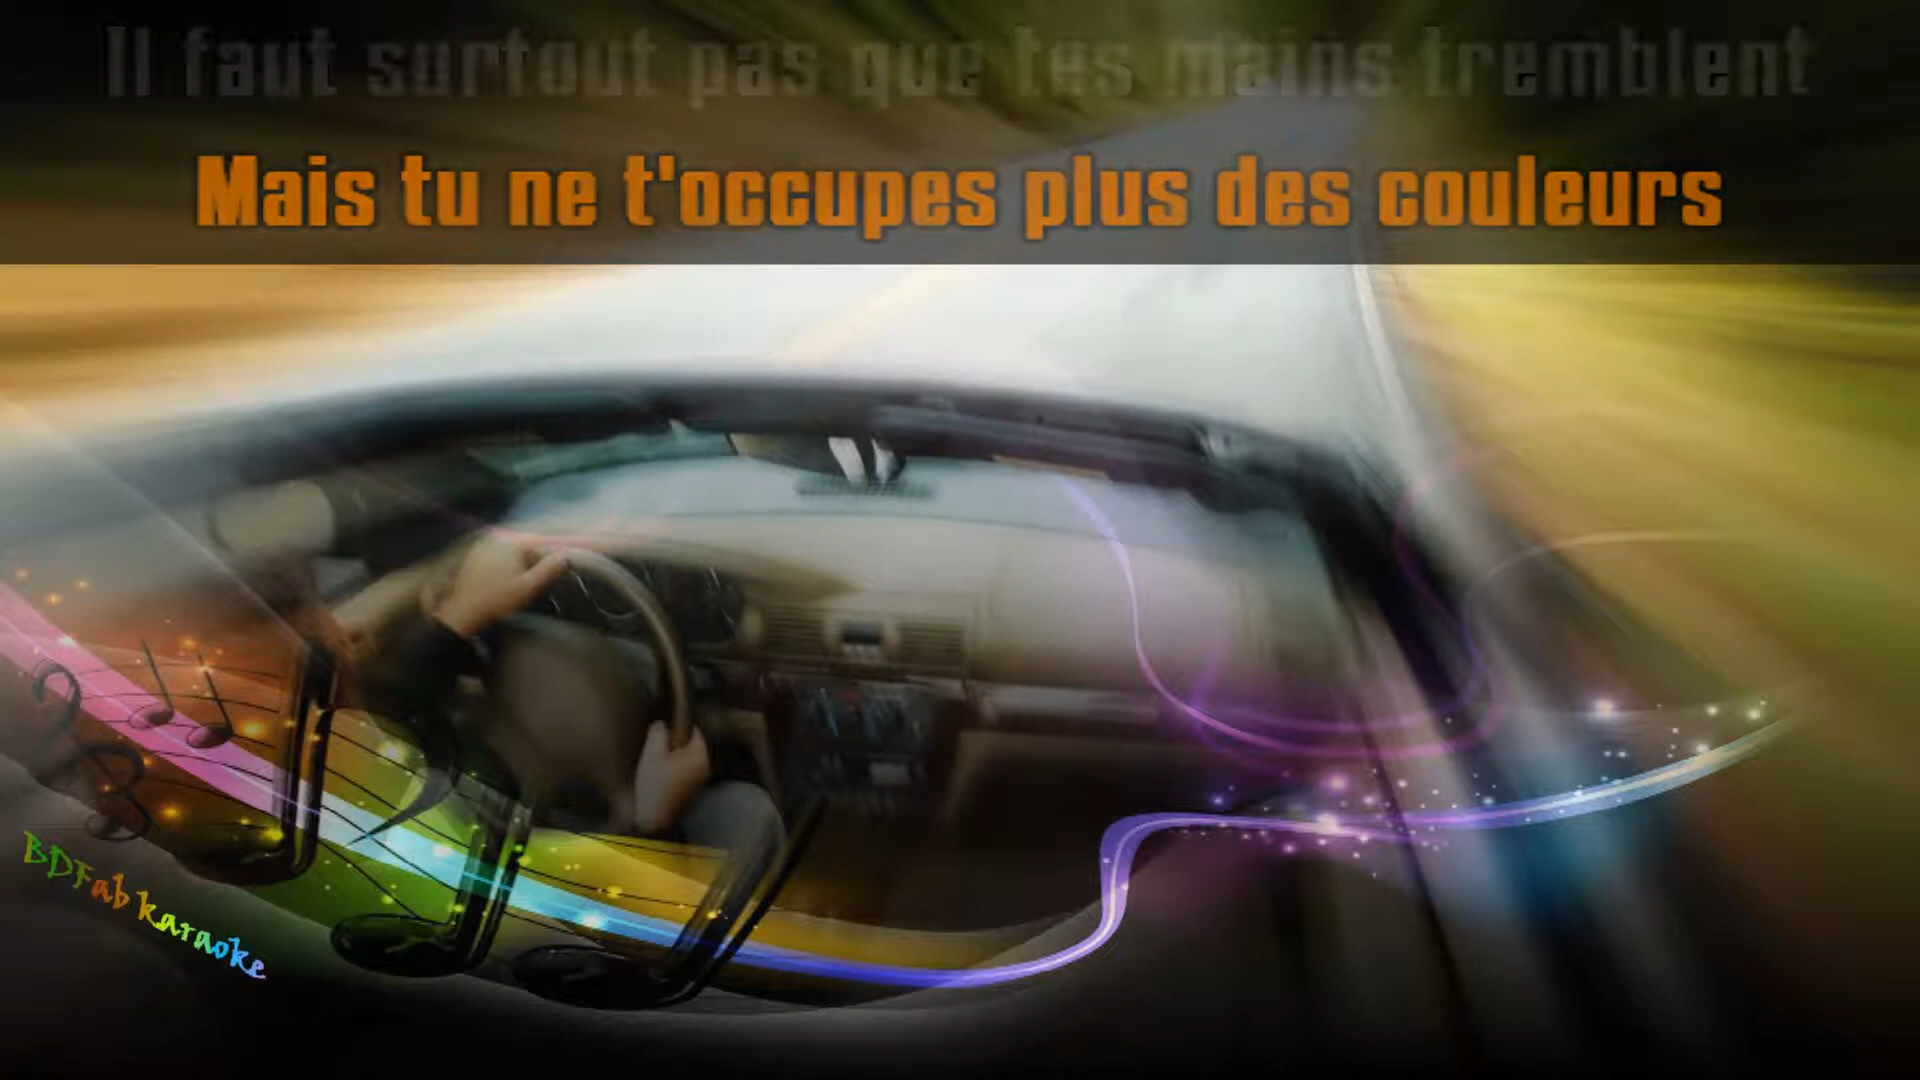 Il faut surtout pas que tes mains tremblent
Mais tu ne t'occupes plus des couleurs
BDFab karaoke